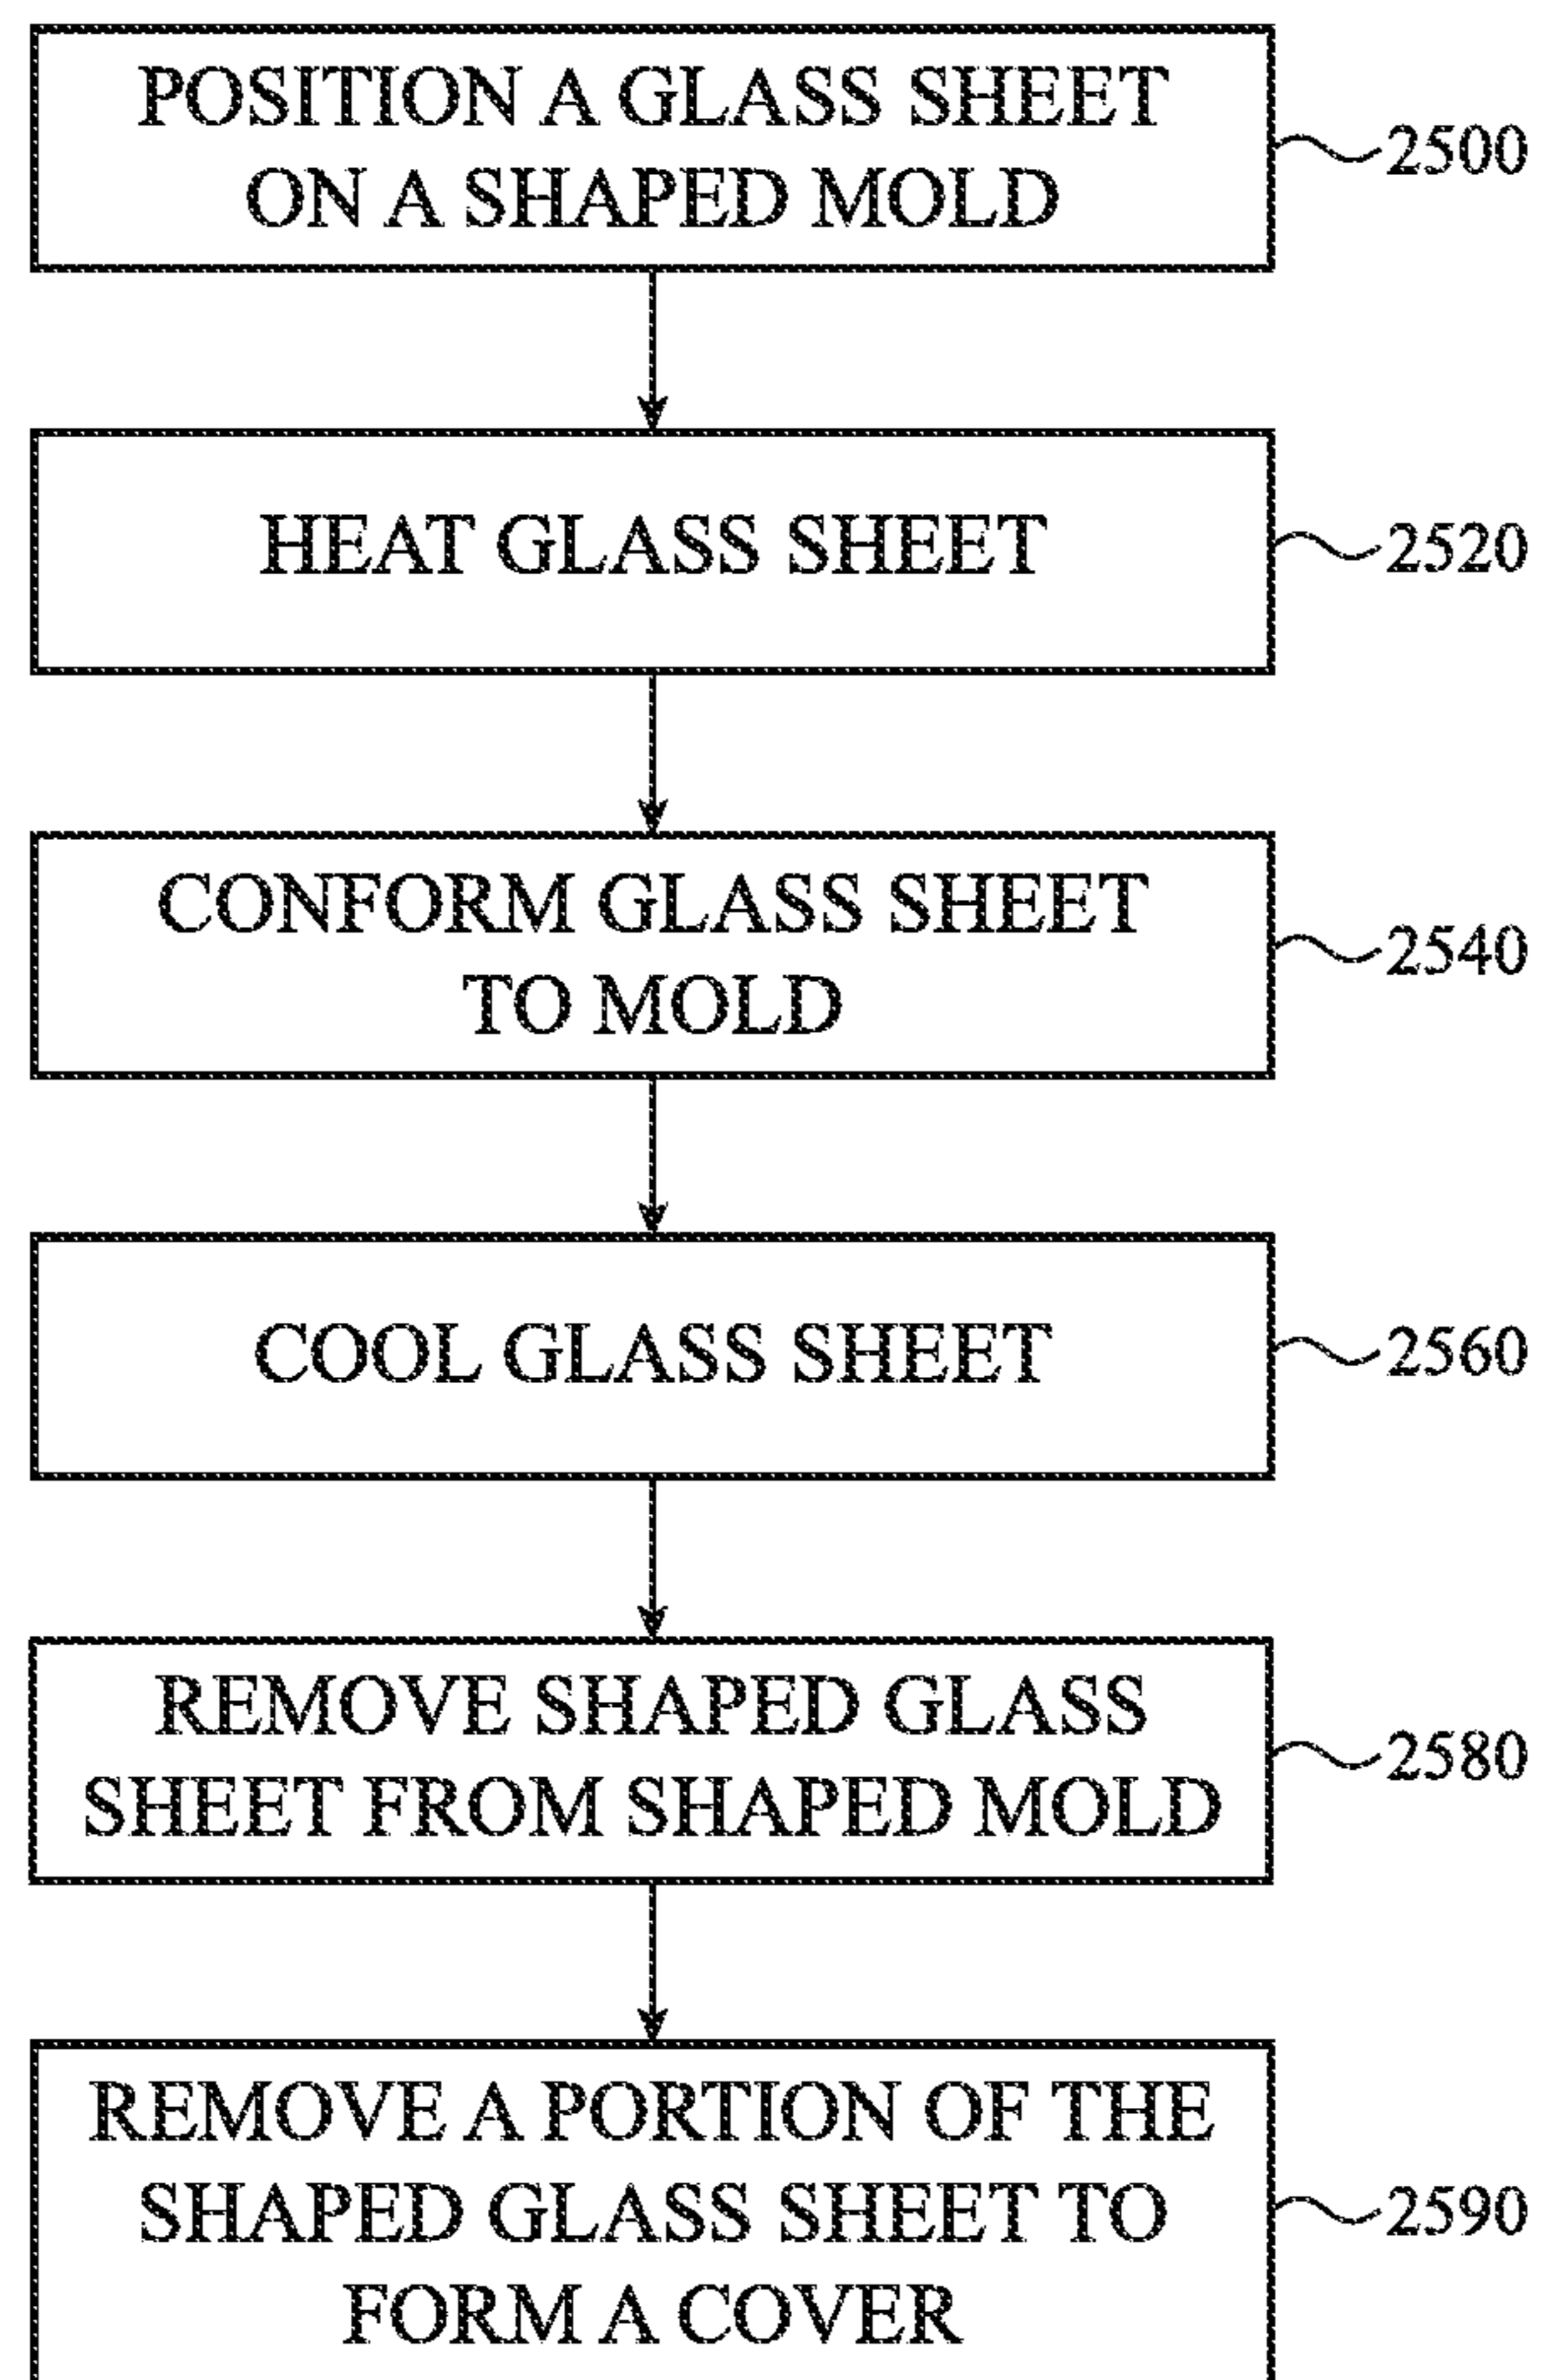 POSITION A GLASS SHEET
ON A SHAPED MOLD
2500
HEAT GLASS SHEET
2520
CONFORM GLASS SHEET
TO MOLD
2540
COOL GLASS SHEET
2560
REMOVE SHAPED GLASS
SHEET FROM SHAPED MOLD
2580
REMOVE A PORTION OF THE
SHAPED GLASS SHEET TO
FORM A COVER
2590